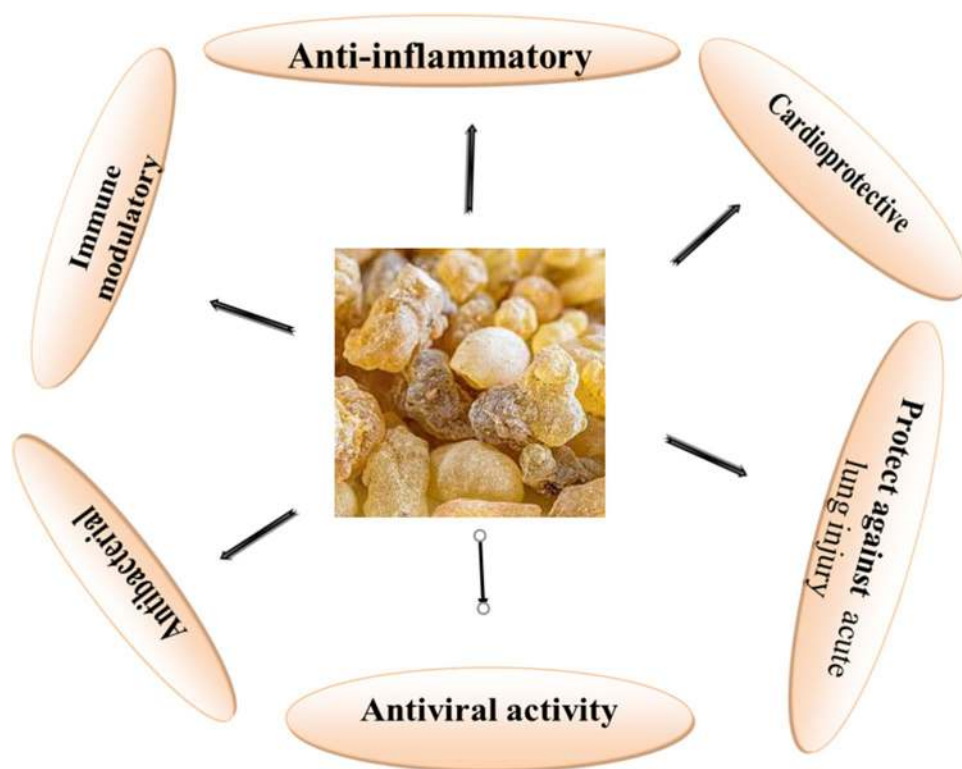 Anti-inflammatory
Cardioprotective
Immune
modulatory
Protect against acute
lung injury
Antibacterial
Antiviral activity